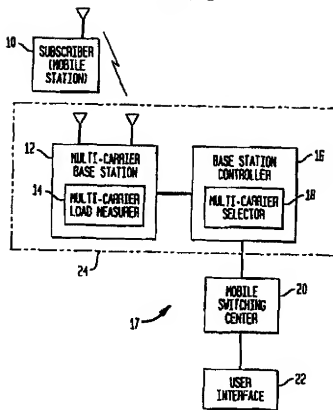 10
SUBSCRIBER
(MOBILE
STATION)
12
MULTI-CARRIER
BASE STATION
14
MULTI-CARRIER
LOAD MEASURER
BASE STATION
CONTROLLER
16
MULTI-CARRIER
SELECTOR
18
24
17
MOBILE
SWITCHING
CENTER
20
USER
INTERFACE
22